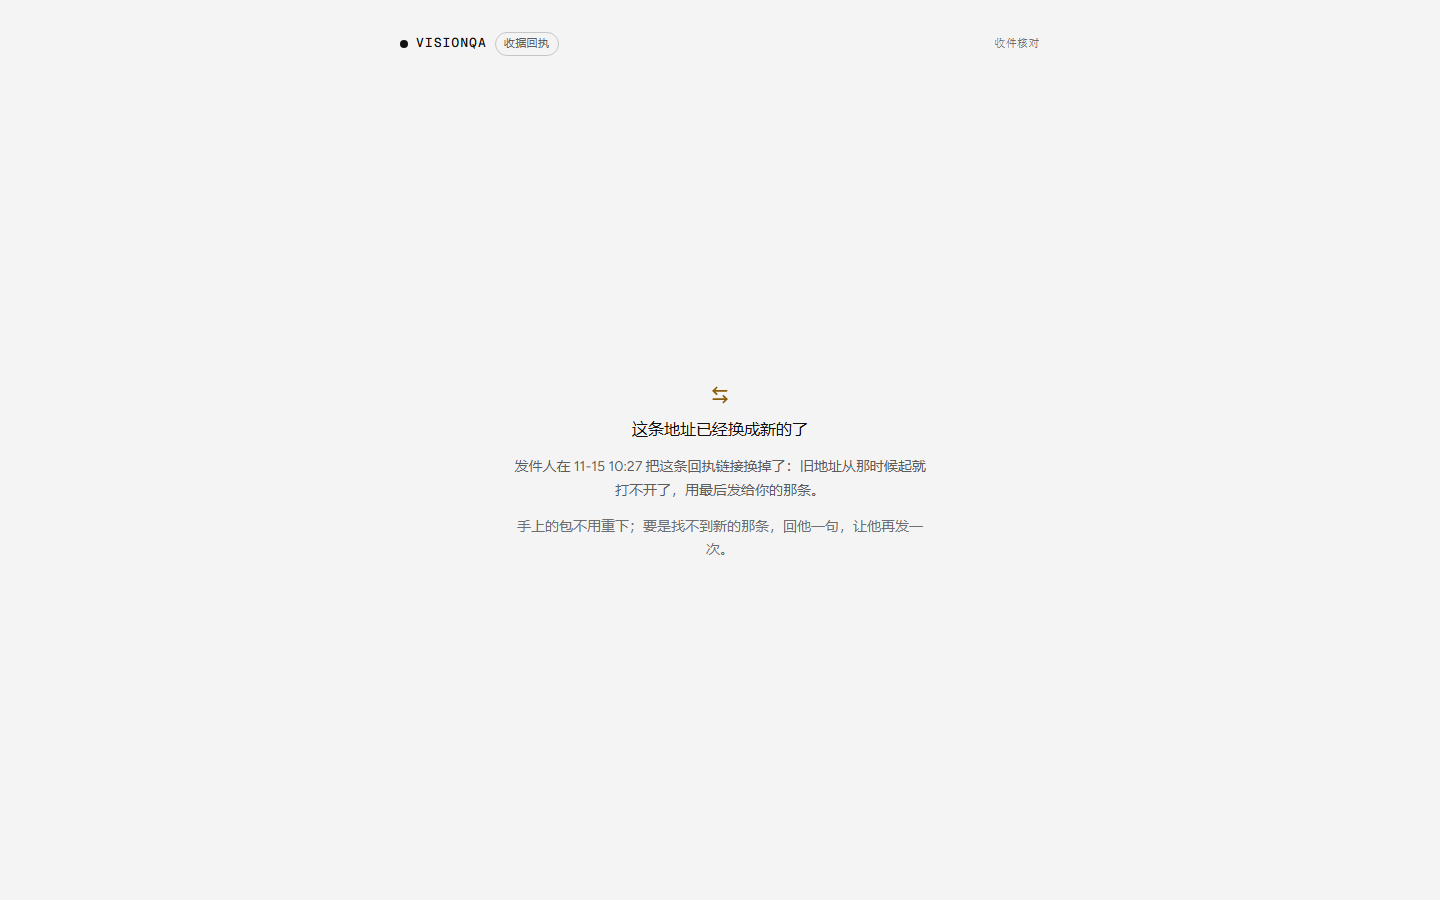 VISIONQA 收据回执 收件核对
这条地址已经换成新的了
发件人在 11-15 10:27 把这条回执链接换掉了：旧地址从那时候起就
打不开了，用最后发给你的那条。
手上的包不用重下；要是找不到新的那条，回他一句，让他再发一
次。